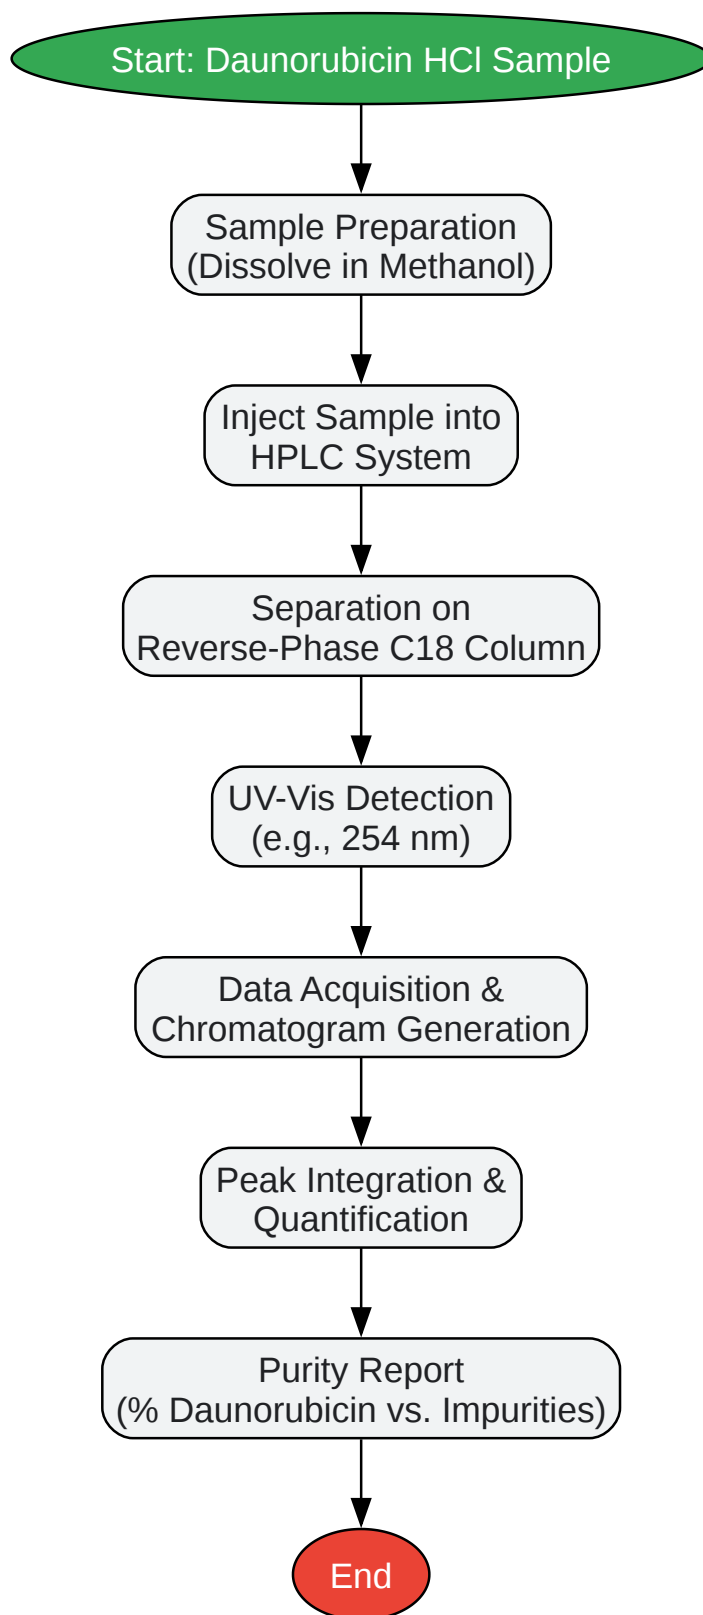 Start: Daunorubicin HCl Sample
Sample Preparation
(Dissolve in Methanol)
Inject Sample into
HPLC System
Separation on
Reverse-Phase C18 Column
UV-Vis Detection
(e.g., 254 nm)
Data Acquisition &
Chromatogram Generation
Peak Integration &
Quantification
Purity Report
(% Daunorubicin vs. Impurities)
End